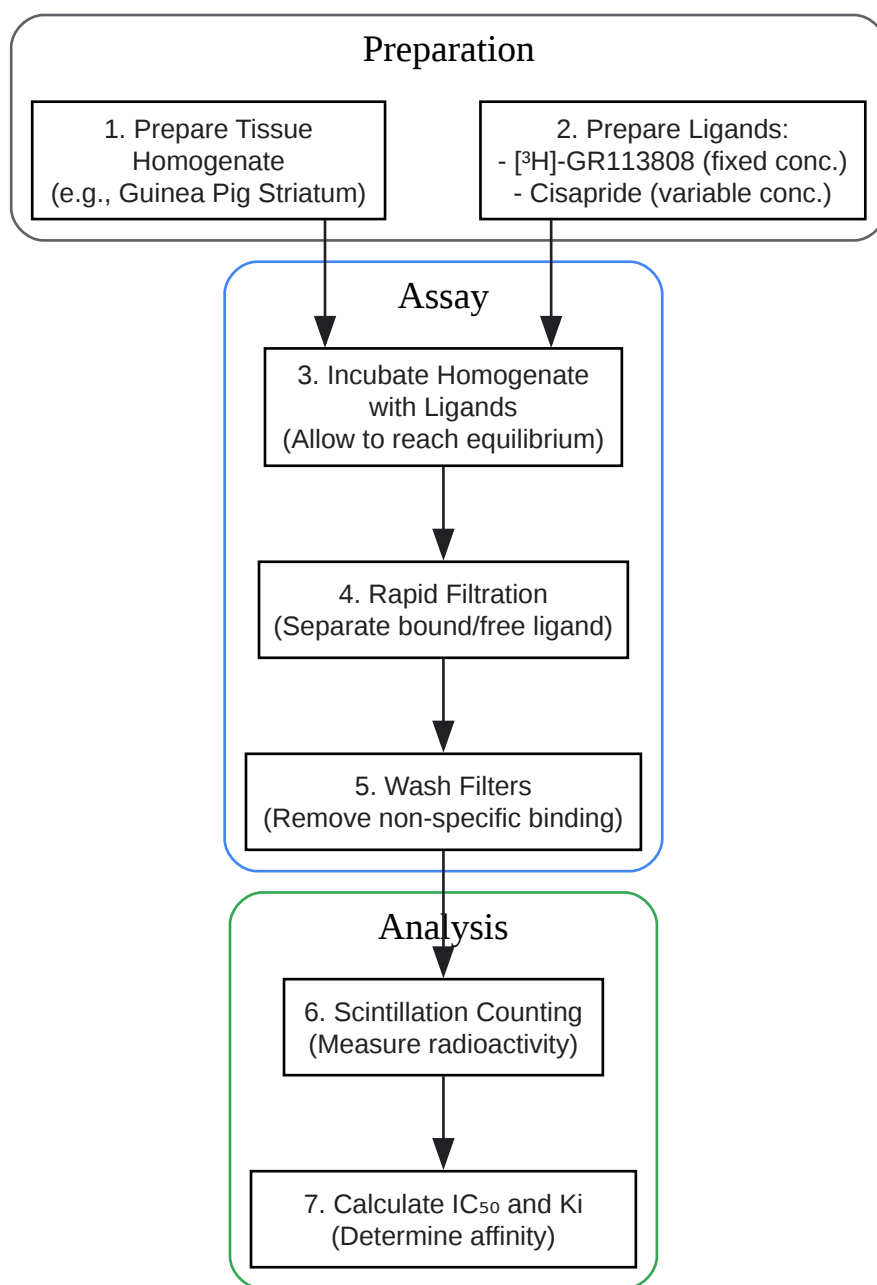 Preparation
1. Prepare Tissue
Homogenate
(e.g., Guinea Pig Striatum)
2. Prepare Ligands:
- [³H]-GR113808 (fixed conc.)
- Cisapride (variable conc.)
Assay
3. Incubate Homogenate
with Ligands
(Allow to reach equilibrium)
4. Rapid Filtration
(Separate bound/free ligand)
5. Wash Filters
(Remove non-specific binding)
Analysis
6. Scintillation Counting
(Measure radioactivity)
7. Calculate IC₅₀ and Ki
(Determine affinity)